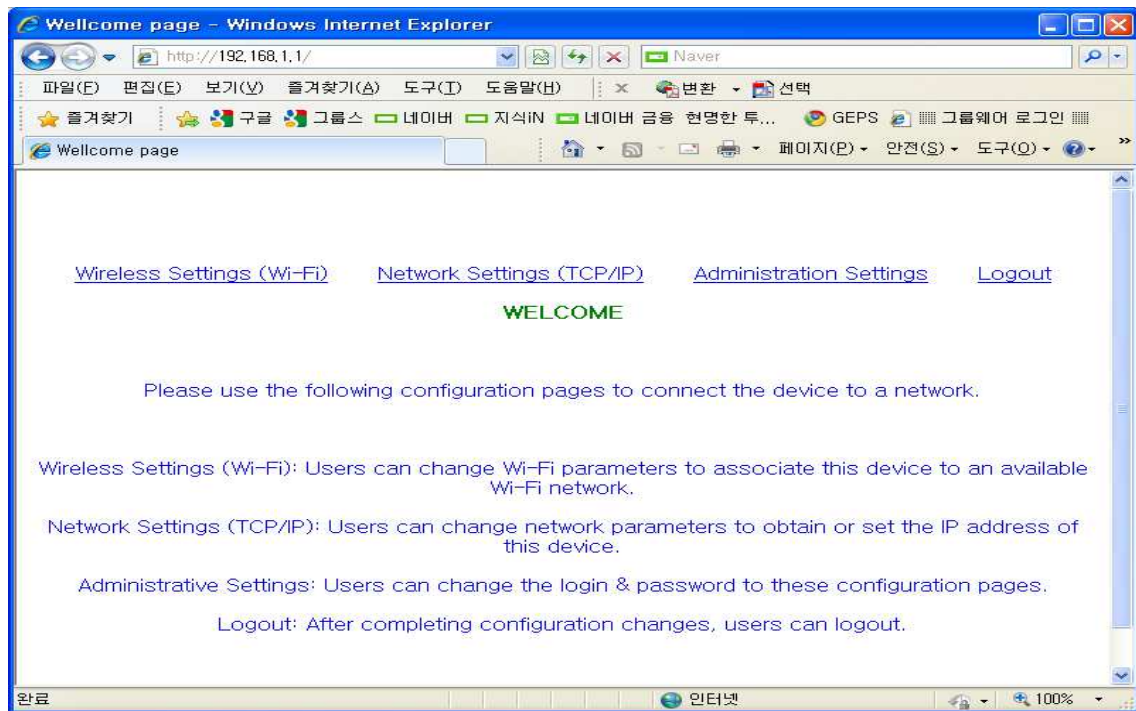 Wellcome page - Windows Internet Explorer
http://192.168.1.1/
Naver
파일(F) 편집(E) 보기(V) 즐겨찾기(A) 도구(T) 도움말(H) × 변환 선택
즐겨찾기 구글 그룹스 네이버 지식iN 네이버 금융 현명한 투... GEPS 그룹웨어 로그인
Wellcome page 페이지(P) 안전(S) 도구(O) »
Wireless Settings (Wi-Fi) Network Settings (TCP/IP) Administration Settings Logout
WELCOME
Please use the following configuration pages to connect the device to a network.
Wireless Settings (Wi-Fi): Users can change Wi-Fi parameters to associate this device to an available
Wi-Fi network.
Network Settings (TCP/IP): Users can change network parameters to obtain or set the IP address of
this device.
Administrative Settings: Users can change the login & password to these configuration pages.
Logout: After completing configuration changes, users can logout.
완료 인터넷 100%